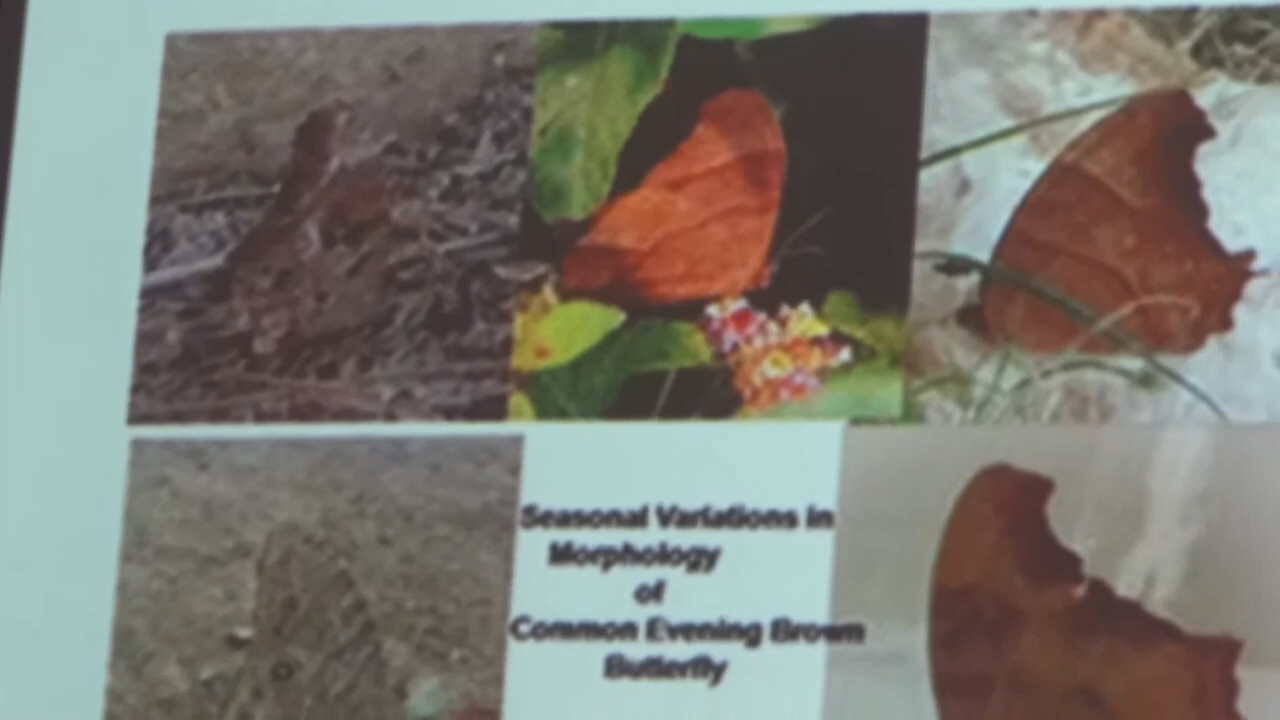 Seasonal Variations in
Morphology
of
Common Evening Brown
Butterfly